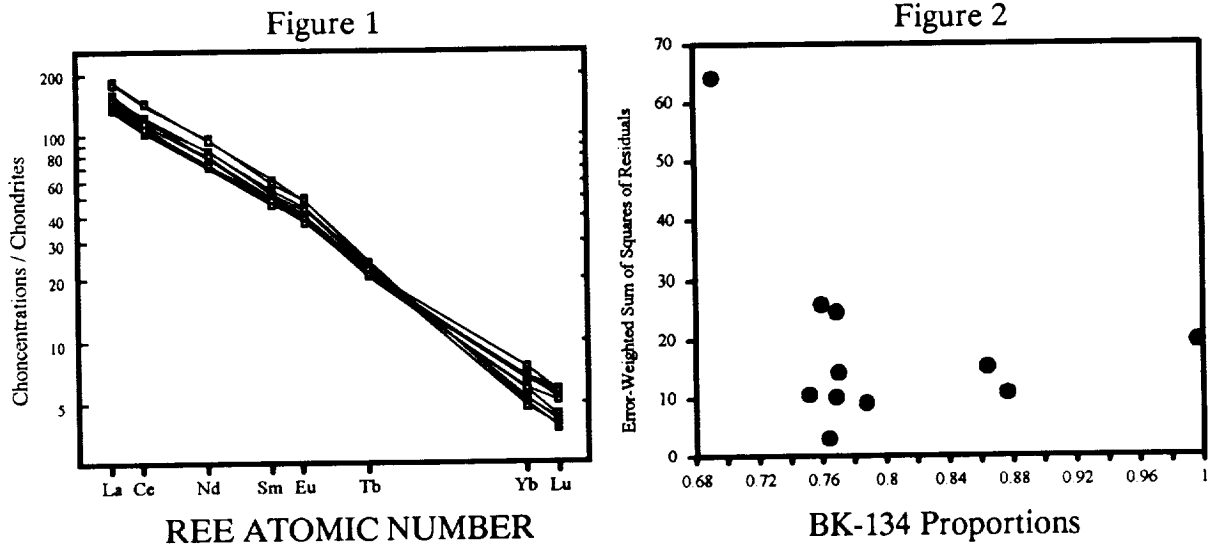 Figure 1
Choncentrations / Chondrites
200
100
80
60
40
30
20
10
5
La Ce Nd Sm Eu Tb Yb Lu
REE ATOMIC NUMBER
Figure 2
Error-Weighted Sum of Squares of Residuals
70
60
50
40
30
20
10
0
0.68 0.72 0.76 0.8 0.84 0.88 0.92 0.96 1
BK-134 Proportions